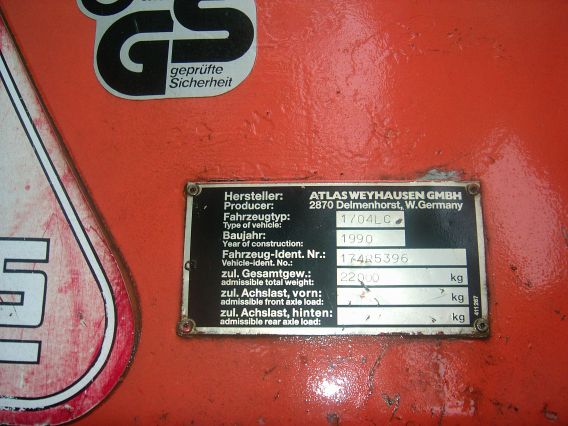 GS
geprüfte
Sicherheit
Hersteller: ATLAS WEYHAUSEN GMBH
Producer: 2870 Delmenhorst, W.Germany
Fahrzeugtyp: 1704LC
Type of vehicle:
Baujahr: 1990
Year of construction:
Fahrzeug-Ident. Nr.: 174R5396
Vehicle-ident. No.:
zul. Gesamtgew.: 22000 kg
admissible total weight:
zul. Achslast, vorn: kg
admissible front axle load:
zul. Achslast, hinten: kg
admissible rear axle load:
S